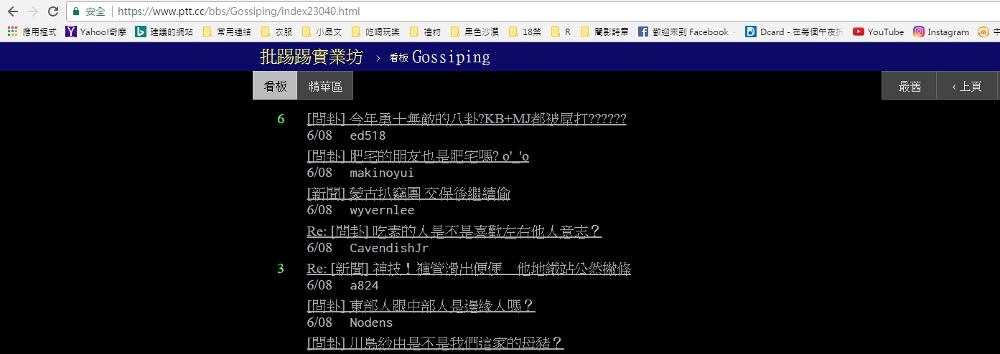 安全 https://www.ptt.cc/bbs/Gossiping/index23040.html
應用程式 Yahoo!奇摩 建議的網站 常用連結 衣服 小品文 吃喝玩樂 禮物 黑色沙漠 18禁 R 闇影詩章 歡迎來到 Facebook Dcard - 在每個午夜 YouTube Instagram 中
批踢踢實業坊 › 看板 Gossiping
看板 精華區 最舊 ‹ 上頁
6 [問卦] 今年勇士無敵的八卦?KB+MJ都被屌打??????
6/08 ed518
[問卦] 肥宅的朋友也是肥宅嗎? o'_'o
6/08 makinoyui
[新聞] 蒙古扒竊團 交保後繼續偷
6/08 wyvernlee
Re: [問卦] 吃素的人是不是喜歡左右他人意志？
6/08 CavendishJr
3 Re: [新聞] 神技！褲管滑出便便　他地鐵站公然撇條
6/08 a824
[問卦] 東部人跟中部人是邊緣人嗎？
6/08 Nodens
[問卦] 川島紗由是不是我們這家的母豬？